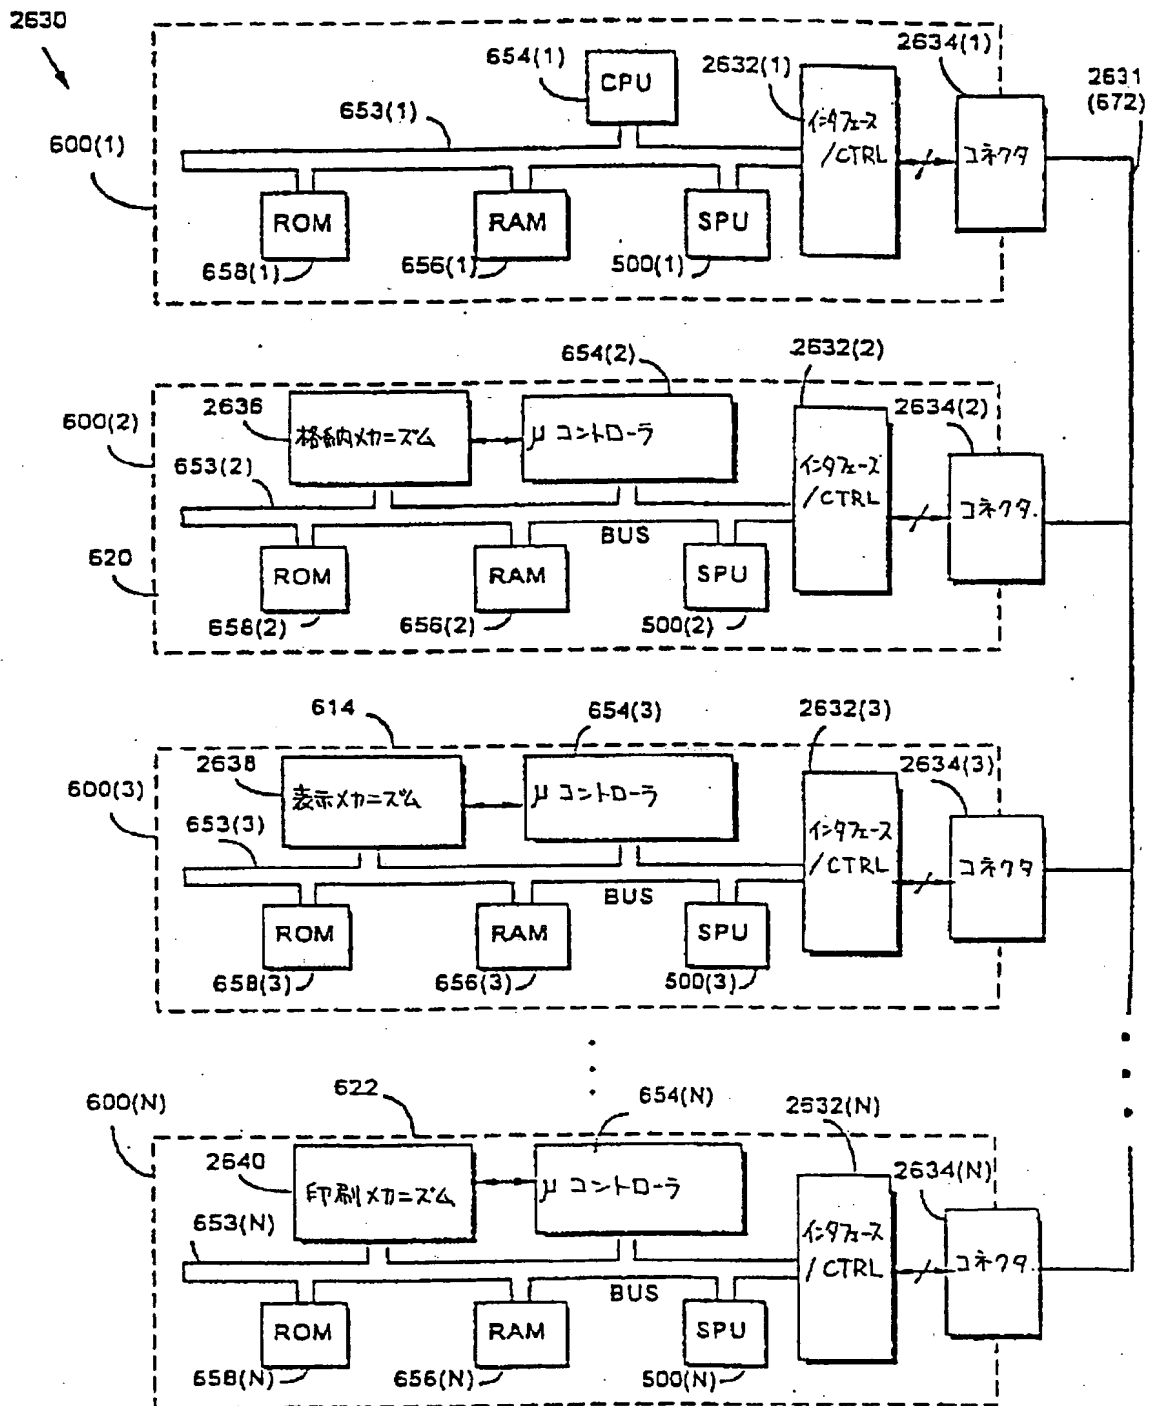 2630
2634(1)
2631
(672)
654(1)
CPU
2632(1)
653(1)
インタフェース
/CTRL
コネクタ
600(1)
ROM
RAM
SPU
658(1)
656(1)
500(1)
654(2)
2632(2)
2634(2)
600(2)
2636
格納メカニズム
μコントローラ
653(2)
インタフェーズ
/CTRL
コネクタ.
BUS
620
ROM
RAM
SPU
658(2)
656(2)
500(2)
614
654(3)
2632(3)
2634(3)
600(3)
2638
表示メカニズム
μコントローラ
653(3)
インタフェース
/CTRL
コネクタ
BUS
ROM
RAM
SPU
658(3)
656(3)
500(3)
622
654(N)
2632(N)
600(N)
2634(N)
2640
印刷メカニズム
μコントローラ
653(N)
インタフェース
/CTRL
コネクタ.
BUS
ROM
RAM
SPU
658(N)
656(N)
500(N)